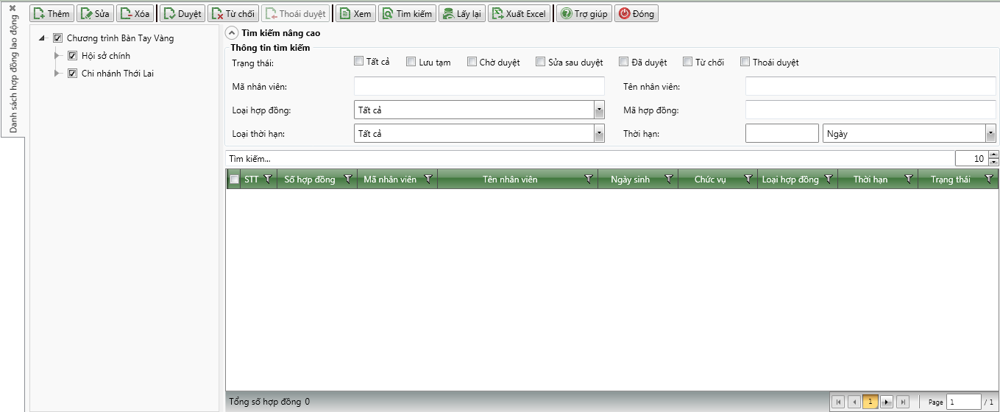 Danh sách hợp đồng lao động
Thêm Sửa Xóa Duyệt Từ chối Thoái duyệt Xem Tìm kiếm Lấy lại Xuất Excel Trợ giúp Đóng
Chương trình Bàn Tay Vàng
Hội sở chính
Chi nhánh Thới Lai
Tìm kiếm nâng cao
Thông tin tìm kiếm
Trạng thái: Tất cả Lưu tạm Chờ duyệt Sửa sau duyệt Đã duyệt Từ chối Thoái duyệt
Mã nhân viên: Tên nhân viên:
Loại hợp đồng: Tất cả Mã hợp đồng:
Loại thời hạn: Tất cả Thời hạn: Ngày
Tìm kiếm... 10
STT Số hợp đồng Mã nhân viên Tên nhân viên Ngày sinh Chức vụ Loại hợp đồng Thời hạn Trạng thái
Tổng số hợp đồng 0 1 Page 1 / 1